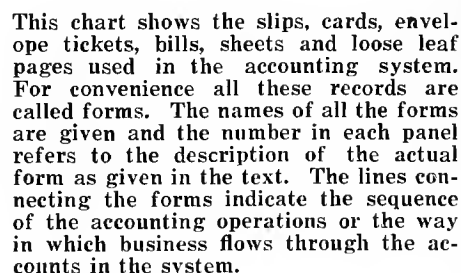 This chart shows the slips, cards, envel-
ope tickets, bills, sheets and loose leaf
pages used in the accounting system.
For convenience all these records are
called forms. The names of all the forms
are given and the number in each panel
refers to the description of the actual
form as given in the text. The lines con-
necting the forms indicate the sequence
of the accounting operations or the way
in which business flows through the ac-
counts in the system.